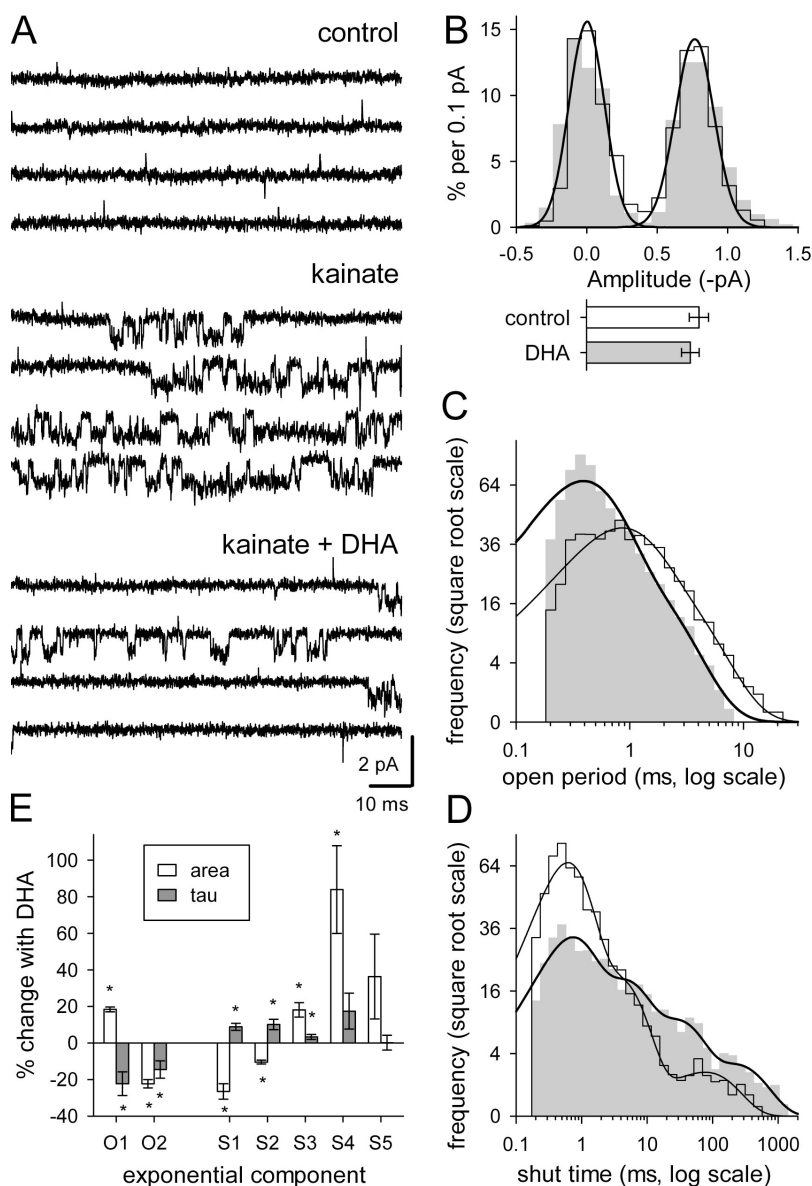 A
control
kainate
kainate + DHA
2 pA
10 ms
B
% per 0.1 pA
15
10
5
0
-0.5 0.0 0.5 1.0 1.5
Amplitude (-pA)
control
DHA
C
frequency (square root scale)
64
36
16
4
0
0.1 1 10
open period (ms, log scale)
D
frequency (square root scale)
64
36
16
4
0
0.1 1 10 100 1000
shut time (ms, log scale)
E
% change with DHA
100
80
60
40
20
0
-20
-40
area
tau
* * * * * * * * * * *
O1 O2 S1 S2 S3 S4 S5
exponential component